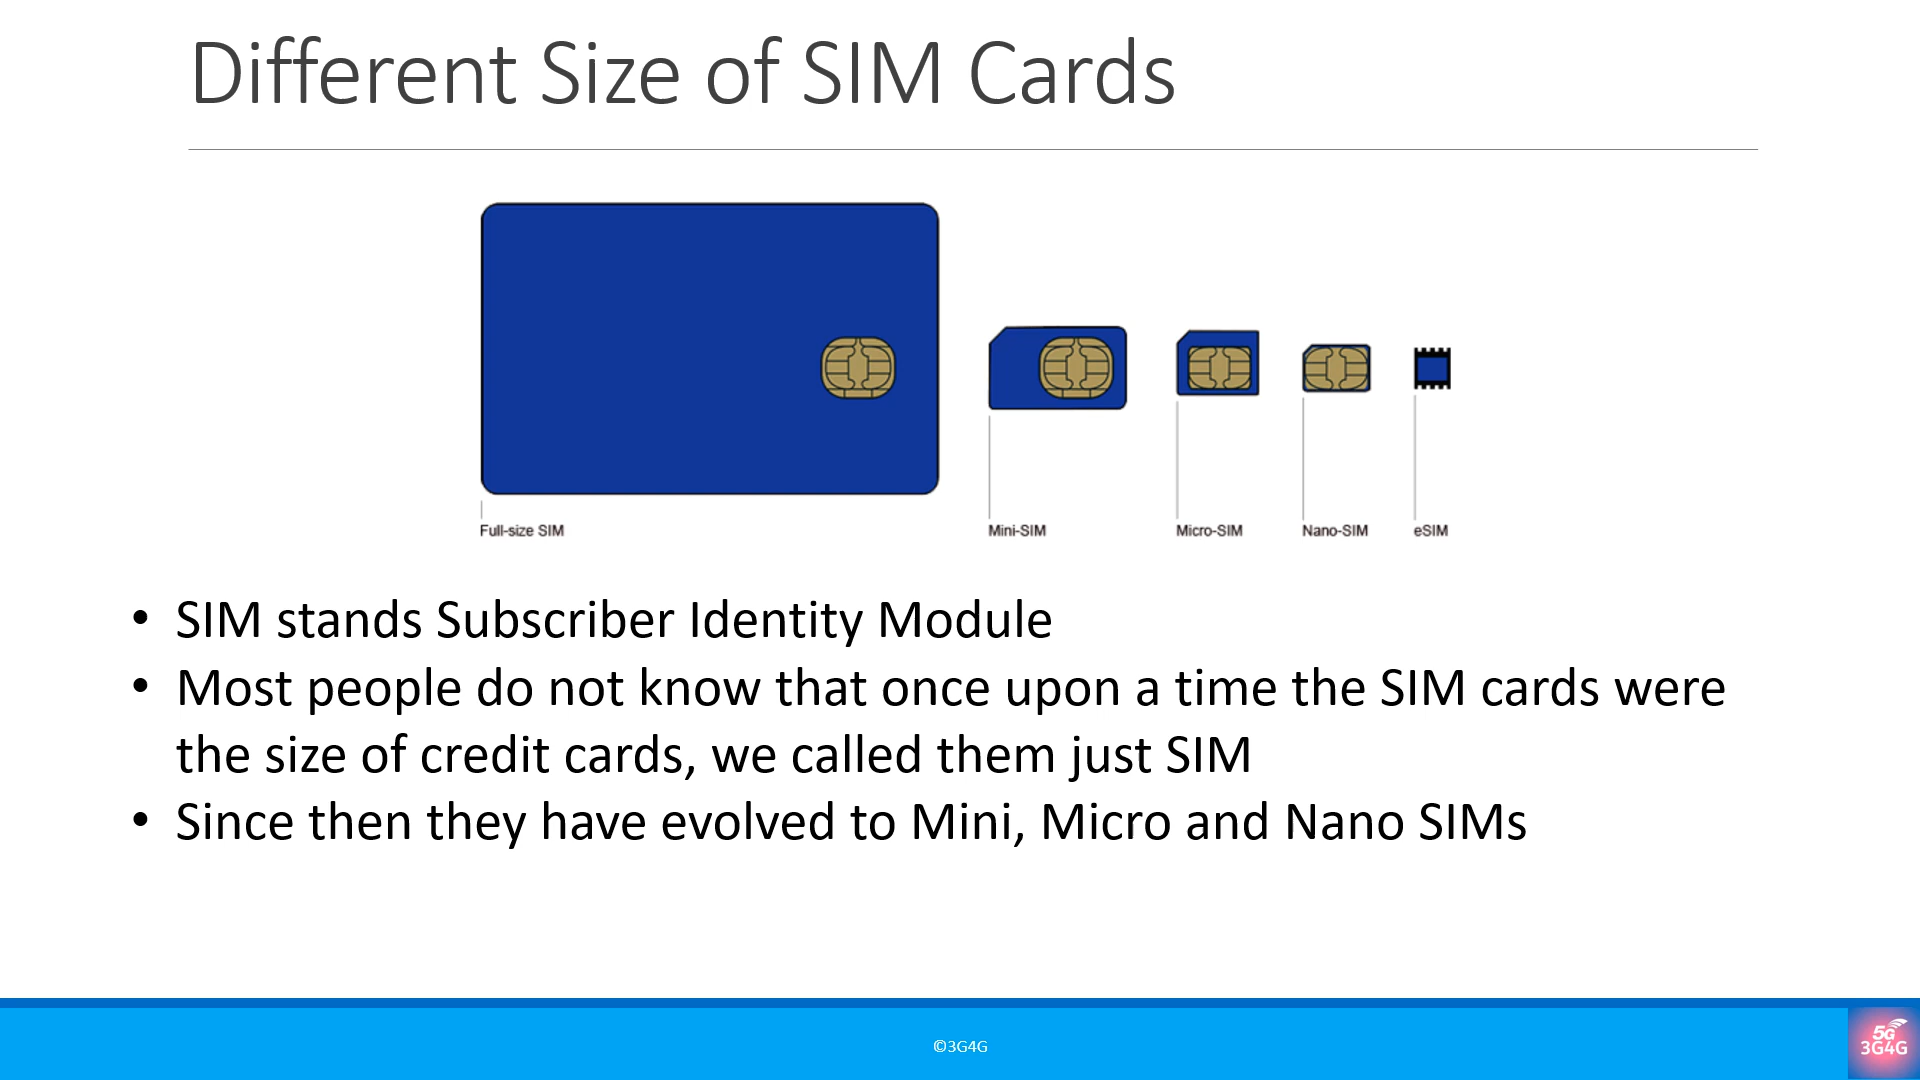 Different Size of SIM Cards
Full-size SIM
Mini-SIM
Micro-SIM
Nano-SIM
eSIM
• SIM stands Subscriber Identity Module
• Most people do not know that once upon a time the SIM cards were
the size of credit cards, we called them just SIM
• Since then they have evolved to Mini, Micro and Nano SIMs
©3G4G
5G
3G4G